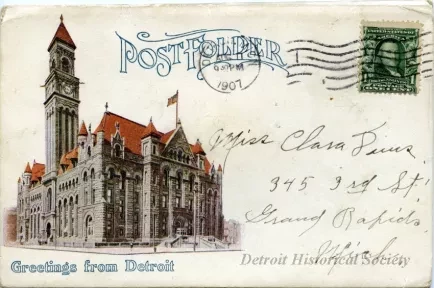 POST FOLDER
1907
Miss Clara
345 3rd St.
Grand Rapids
Mich.
Greetings from Detroit
Detroit Historical Society